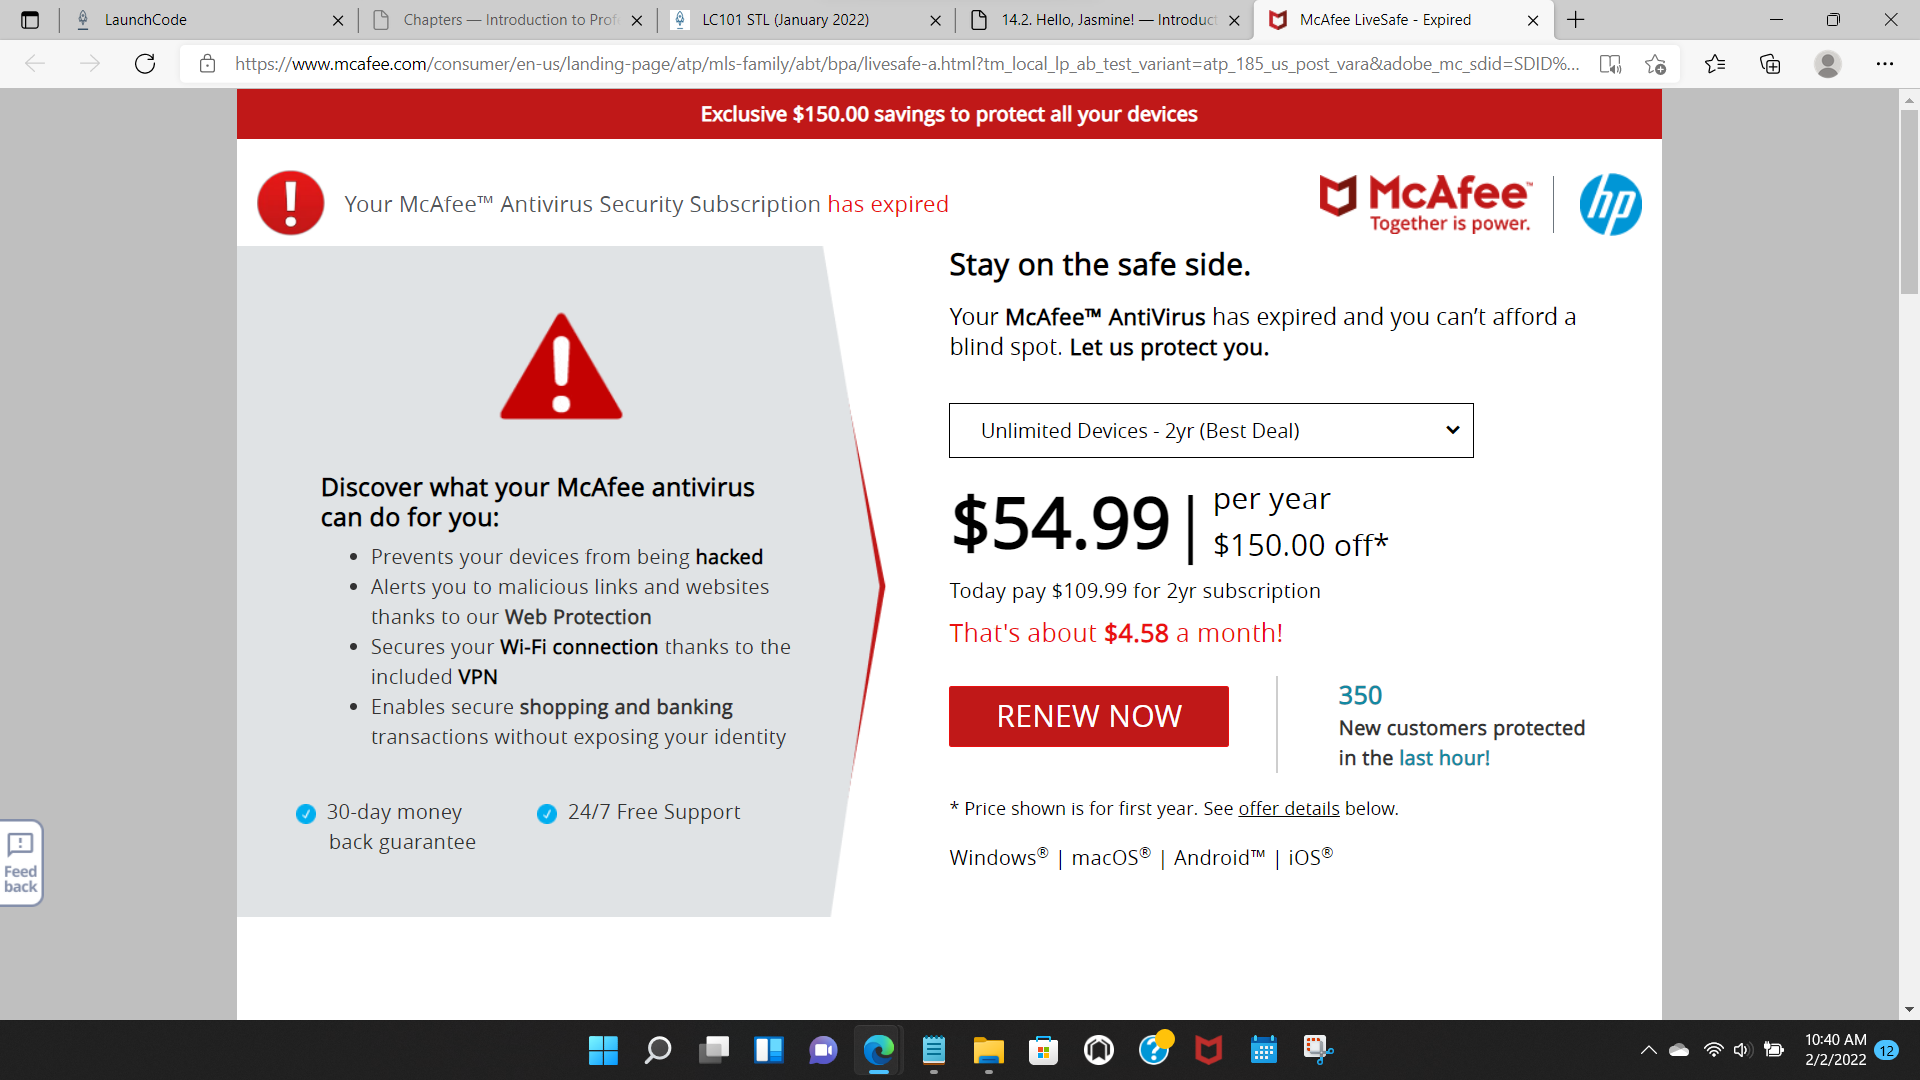 LaunchCode
Chapters — Introduction to Prof
LC101 STL (January 2022)
14.2. Hello, Jasmine! — Introduct
McAfee LiveSafe - Expired
https://www.mcafee.com/consumer/en-us/landing-page/atp/mls-family/abt/bpa/livesafe-a.html?tm_local_lp_ab_test_variant=atp_185_us_post_vara&adobe_mc_sdid=SDID%...
Exclusive $150.00 savings to protect all your devices
Your McAfee™ Antivirus Security Subscription has expired
McAfee™
Together is power.
hp
Stay on the safe side.
Your McAfee™ AntiVirus has expired and you can’t afford a
blind spot. Let us protect you.
Unlimited Devices - 2yr (Best Deal)
$54.99
per year
$150.00 off*
Today pay $109.99 for 2yr subscription
That's about $4.58 a month!
RENEW NOW
350
New customers protected
in the last hour!
* Price shown is for first year. See offer details below.
Windows® | macOS® | Android™ | iOS®
Discover what your McAfee antivirus
can do for you:
• Prevents your devices from being hacked
• Alerts you to malicious links and websites
thanks to our Web Protection
• Secures your Wi-Fi connection thanks to the
included VPN
• Enables secure shopping and banking
transactions without exposing your identity
30-day money
back guarantee
24/7 Free Support
Feed
back
10:40 AM
2/2/2022
12